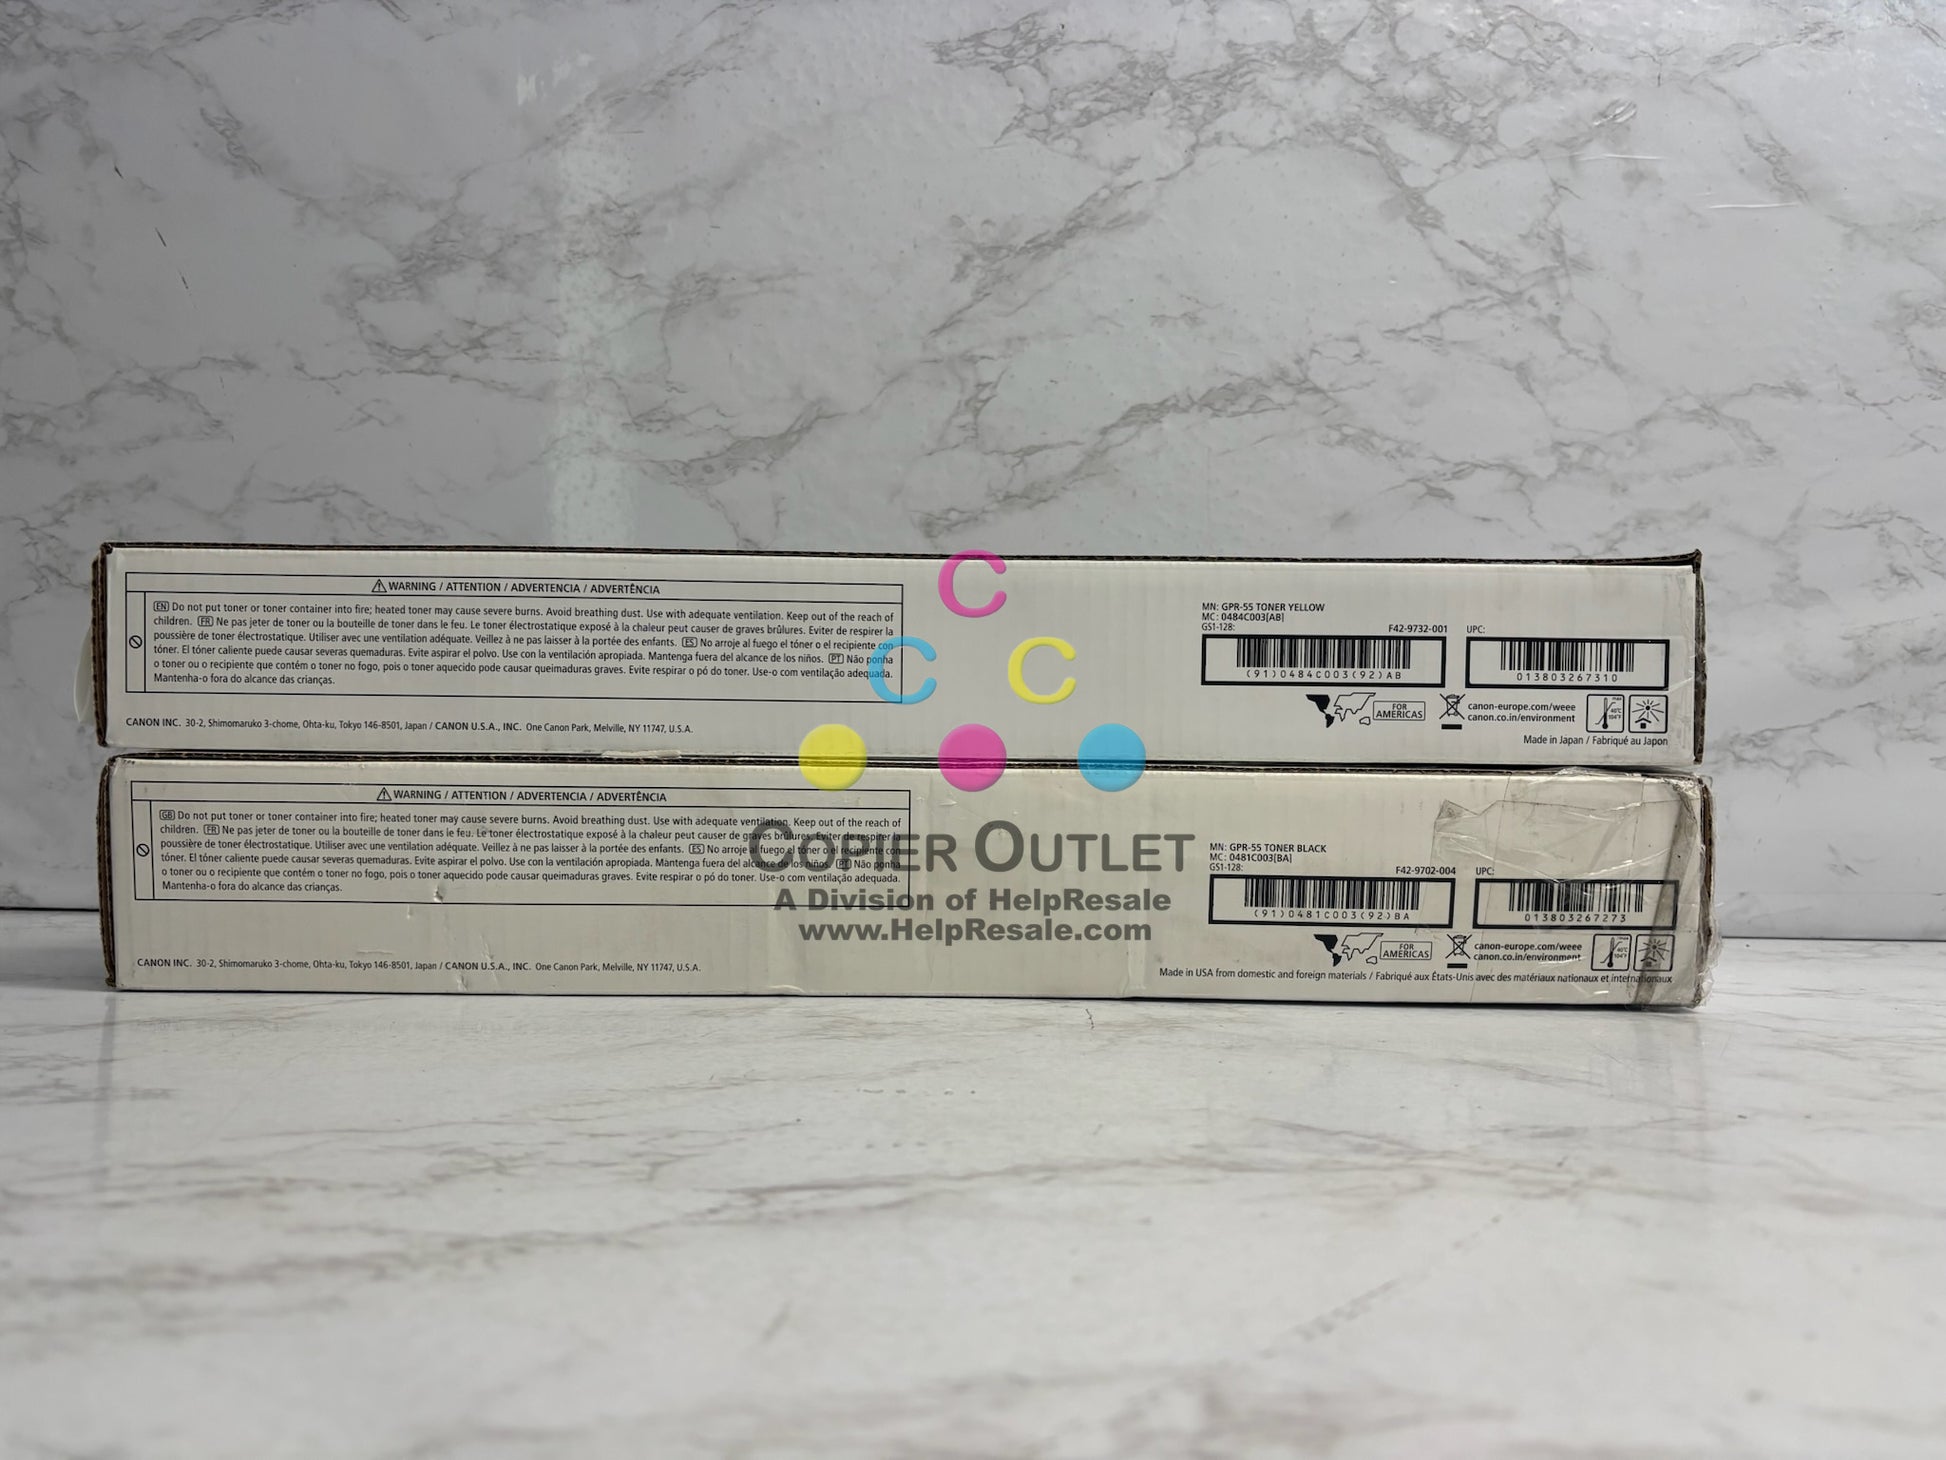 WARNING / ATTENTION / ADVERTENCIA / ADVERTÊNCIA
EN Do not put toner or toner container into fire; heated toner may cause severe burns. Avoid breathing dust. Use with adequate ventilation. Keep out of the reach of
children. FR Ne pas jeter de toner ou la bouteille de toner dans le feu. Le toner électrostatique exposé à la chaleur peut causer de graves brûlures. Eviter de respirer la
poussière de toner électrostatique. Utiliser avec une ventilation adéquate. Veillez à ne pas laisser à la portée des enfants. ES No arroje al fuego el tóner o el recipiente con
tóner. El tóner caliente puede causar severas quemaduras. Evite aspirar el polvo. Use con la ventilación apropiada. Mantenga fuera del alcance de los niños. PT Não ponha
o toner ou o recipiente que contém o toner no fogo, pois o toner aquecido pode causar queimaduras graves. Evite respirar o pó do toner. Use-o com ventilação adequada.
Mantenha-o fora do alcance das crianças.
CANON INC. 30-2, Shimomaruko 3-chome, Ohta-ku, Tokyo 146-8501, Japan / CANON U.S.A., INC. One Canon Park, Melville, NY 11747, U.S.A.
MN: GPR-55 TONER YELLOW
MC: 0484C003[AB]
GS1-128: F42-9732-001 UPC:
(91)0484C003(92)AB 013803267310
FOR AMERICAS
canon-europe.com/weee
canon.co.in/environment
max 40°C 104°F
Made in Japan / Fabriqué au Japon
C
C C
WARNING / ATTENTION / ADVERTENCIA / ADVERTÊNCIA
GB Do not put toner or toner container into fire; heated toner may cause severe burns. Avoid breathing dust. Use with adequate ventilation. Keep out of the reach of
children. FR Ne pas jeter de toner ou la bouteille de toner dans le feu. Le toner électrostatique exposé à la chaleur peut causer de graves brûlures. Eviter de respirer la
poussière de toner électrostatique. Utiliser avec une ventilation adéquate. Veillez à ne pas laisser à la portée des enfants. ES No arroje al fuego el tóner o el recipiente con
tóner. El tóner caliente puede causar severas quemaduras. Evite aspirar el polvo. Use con la ventilación apropiada. Mantenga fuera del alcance de los niños. PT Não ponha
o toner ou o recipiente que contém o toner no fogo, pois o toner aquecido pode causar queimaduras graves. Evite respirar o pó do toner. Use-o com ventilação adequada.
Mantenha-o fora do alcance das crianças.
CANON INC. 30-2, Shimomaruko 3-chome, Ohta-ku, Tokyo 146-8501, Japan / CANON U.S.A., INC. One Canon Park, Melville, NY 11747, U.S.A.
COPIER OUTLET
A Division of HelpResale
www.HelpResale.com
MN: GPR-55 TONER BLACK
MC: 0481C003[BA]
GS1-128: F42-9702-004 UPC:
(91)0481C003(92)BA 013803267273
FOR AMERICAS
canon-europe.com/weee
canon.co.in/environment
40°C 104°F
Made in USA from domestic and foreign materials / Fabriqué aux États-Unis avec des matériaux nationaux et internationaux